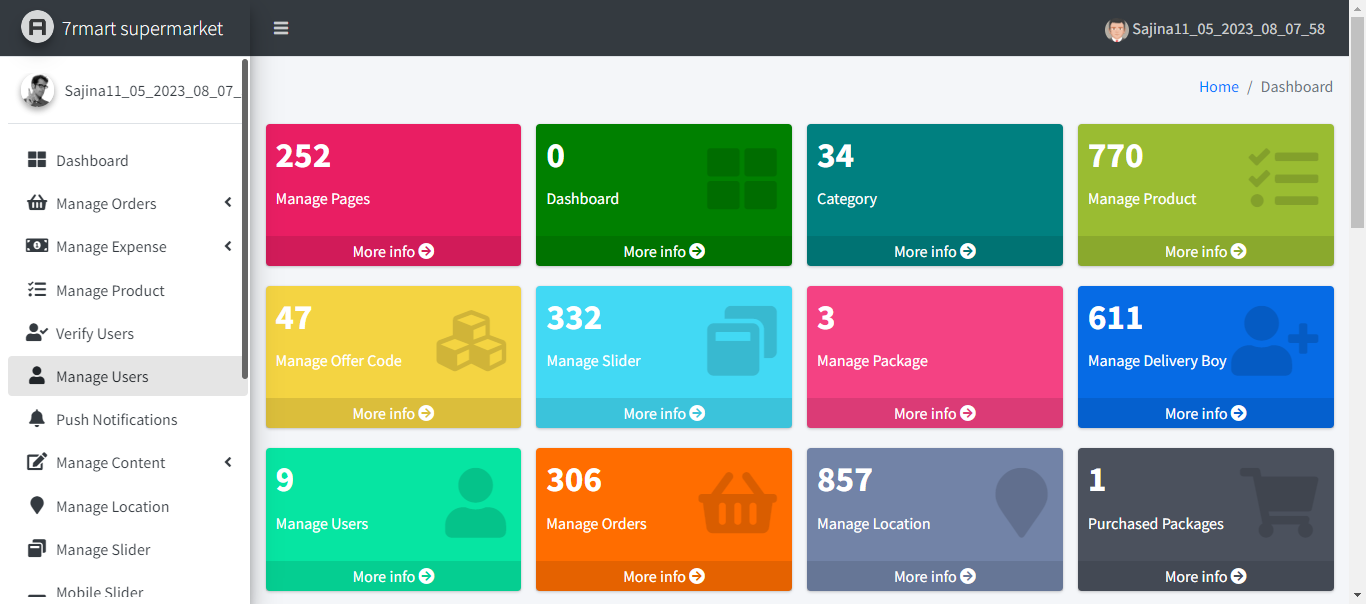 7rmart supermarket
Sajina11_05_2023_08_07_58
Sajina11_05_2023_08_07_
Home / Dashboard
Dashboard
Manage Orders
Manage Expense
Manage Product
Verify Users
Manage Users
Push Notifications
Manage Content
Manage Location
Manage Slider
Mobile Slider
252
Manage Pages
More info
0
Dashboard
More info
34
Category
More info
770
Manage Product
More info
47
Manage Offer Code
More info
332
Manage Slider
More info
3
Manage Package
More info
611
Manage Delivery Boy
More info
9
Manage Users
More info
306
Manage Orders
More info
857
Manage Location
More info
1
Purchased Packages
More info